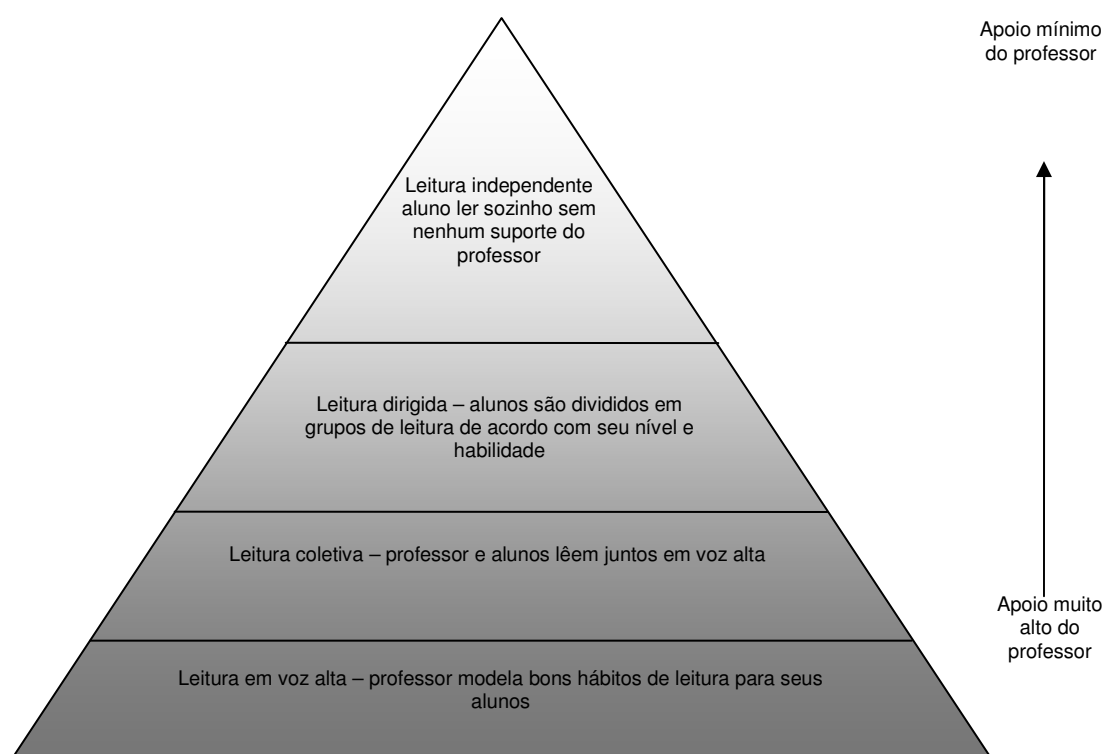 Apoio mínimo
do professor
Leitura independente
aluno ler sozinho sem
nenhum suporte do
professor
Leitura dirigida – alunos são divididos em
grupos de leitura de acordo com seu nível e
habilidade
Leitura coletiva – professor e alunos lêem juntos em voz alta
Apoio muito
alto do
professor
Leitura em voz alta – professor modela bons hábitos de leitura para seus
alunos